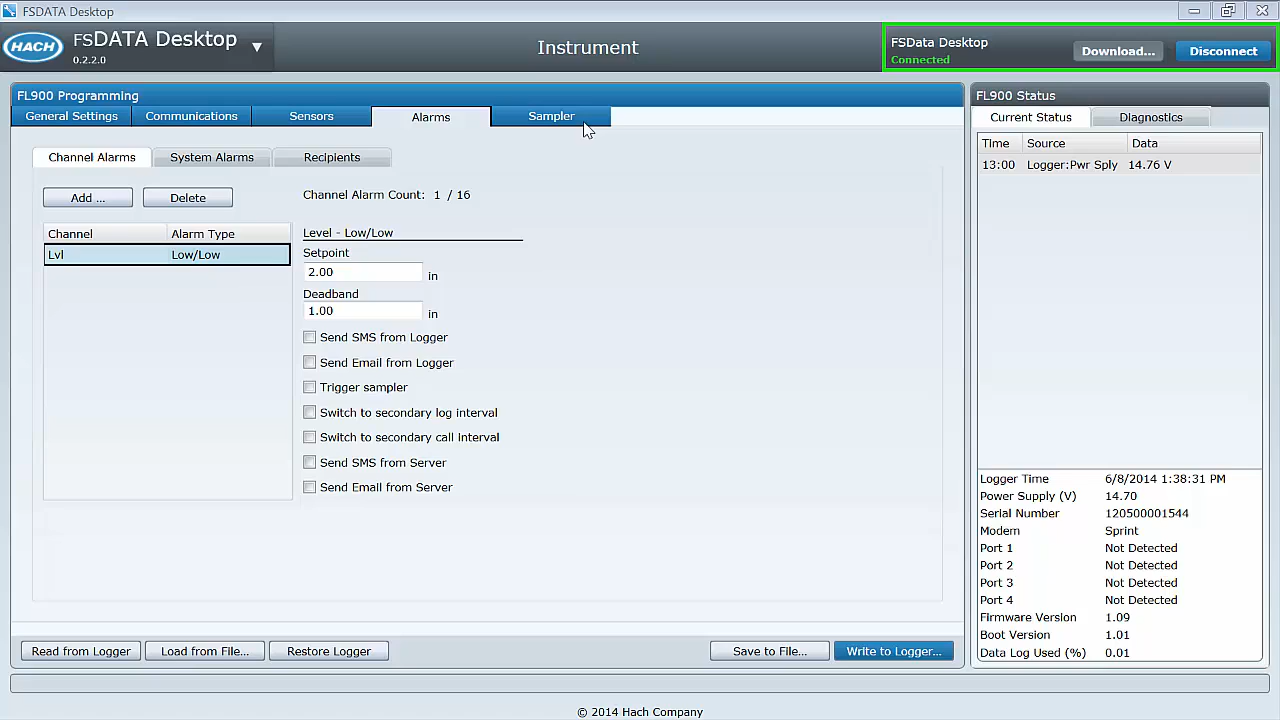 FSDATA Desktop
HACH
FSDATA Desktop
0.2.2.0
Instrument
FSData Desktop
Connected
Download...
Disconnect
FL900 Programming
General Settings
Communications
Sensors
Alarms
Sampler
Channel Alarms
System Alarms
Recipients
Add ...
Delete
Channel Alarm Count: 1 / 16
Channel Alarm Type
Lvl Low/Low
Level - Low/Low
Setpoint
2.00 in
Deadband
1.00 in
Send SMS from Logger
Send Email from Logger
Trigger sampler
Switch to secondary log interval
Switch to secondary call interval
Send SMS from Server
Send Email from Server
Read from Logger
Load from File...
Restore Logger
Save to File...
Write to Logger...
FL900 Status
Current Status
Diagnostics
Time Source Data
13:00 Logger:Pwr Sply 14.76 V
Logger Time 6/8/2014 1:38:31 PM
Power Supply (V) 14.70
Serial Number 120500001544
Modem Sprint
Port 1 Not Detected
Port 2 Not Detected
Port 3 Not Detected
Port 4 Not Detected
Firmware Version 1.09
Boot Version 1.01
Data Log Used (%) 0.01
© 2014 Hach Company